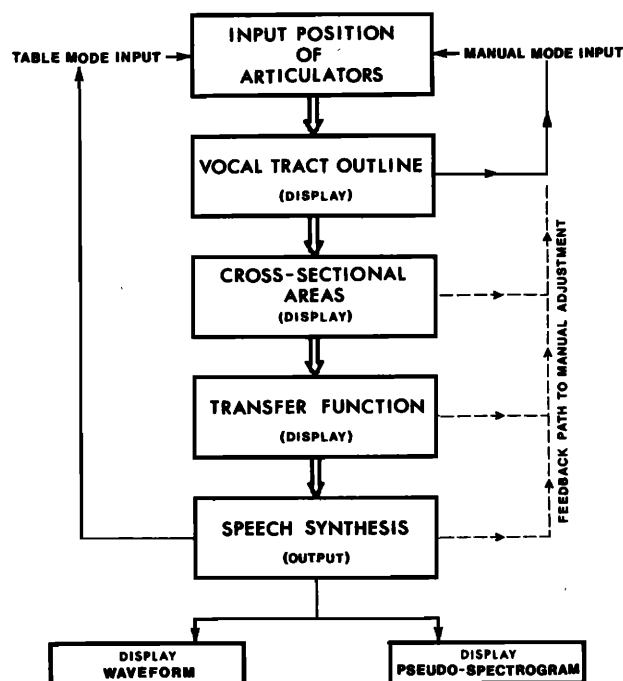 INPUT POSITION
OF
ARTICULATORS
TABLE MODE INPUT
MANUAL MODE INPUT
VOCAL TRACT OUTLINE
(DISPLAY)
CROSS-SECTIONAL
AREAS
(DISPLAY)
TRANSFER FUNCTION
(DISPLAY)
SPEECH SYNTHESIS
(OUTPUT)
FEEDBACK PATH TO MANUAL ADJUSTMENT
DISPLAY
WAVEFORM
DISPLAY
PSEUDO-SPECTROGRAM